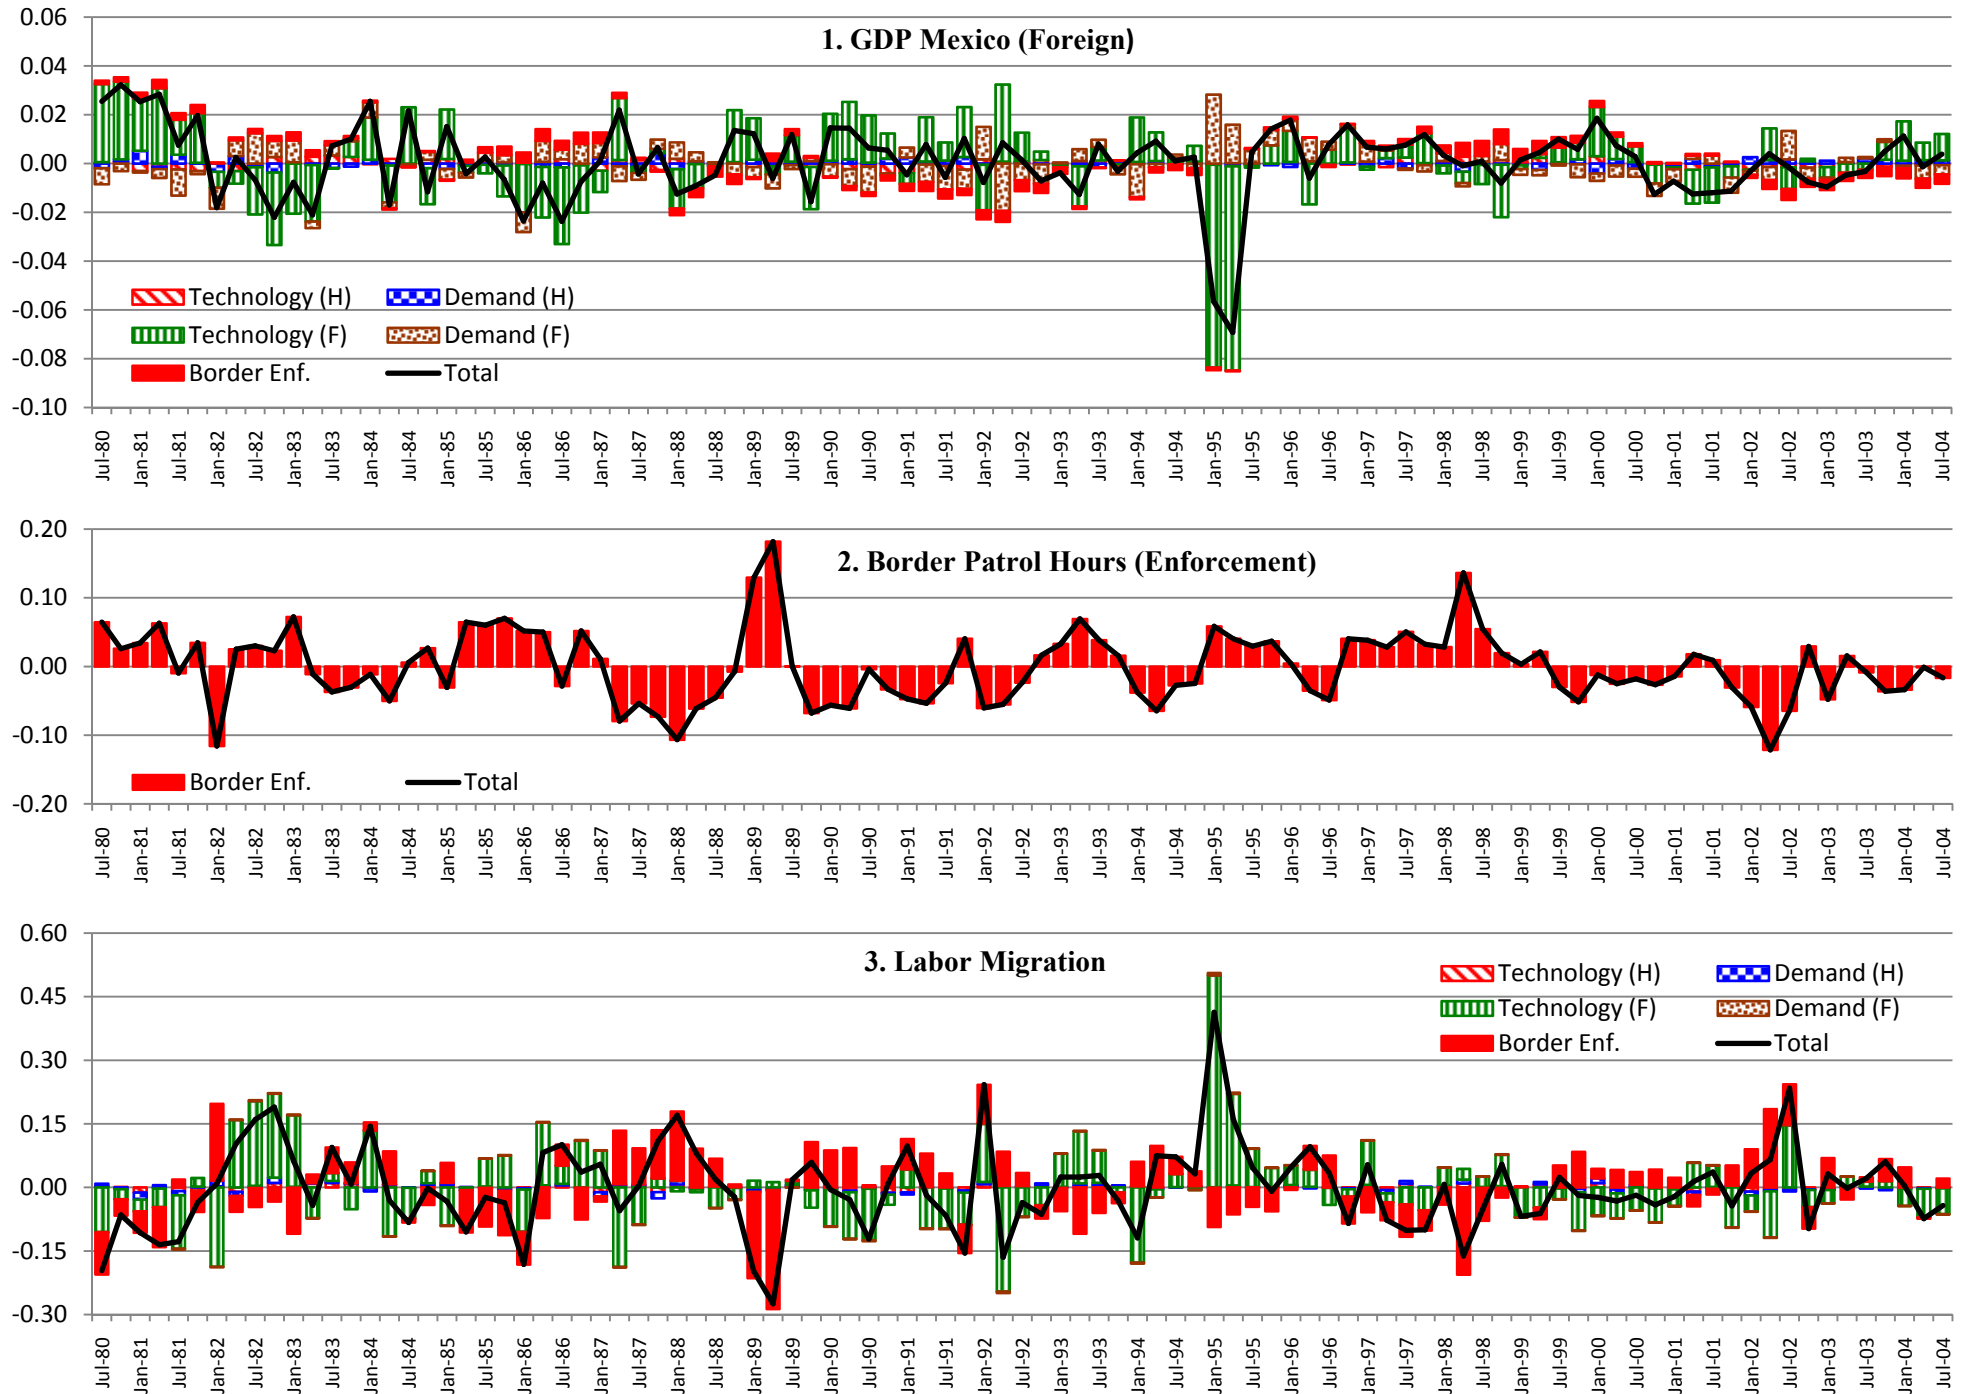 1. GDP Mexico (Foreign)
0.06
0.04
0.02
0.00
-0.02
-0.04
-0.06
-0.08
-0.10
Technology (H) Demand (H)
Technology (F) Demand (F)
Border Enf. Total
Jul-80 Jan-81 Jul-81 Jan-82 Jul-82 Jan-83 Jul-83 Jan-84 Jul-84 Jan-85 Jul-85 Jan-86 Jul-86 Jan-87 Jul-87 Jan-88 Jul-88 Jan-89 Jul-89 Jan-90 Jul-90 Jan-91 Jul-91 Jan-92 Jul-92 Jan-93 Jul-93 Jan-94 Jul-94 Jan-95 Jul-95 Jan-96 Jul-96 Jan-97 Jul-97 Jan-98 Jul-98 Jan-99 Jul-99 Jan-00 Jul-00 Jan-01 Jul-01 Jan-02 Jul-02 Jan-03 Jul-03 Jan-04 Jul-04
2. Border Patrol Hours (Enforcement)
0.20
0.10
0.00
-0.10
-0.20
Border Enf. Total
Jul-80 Jan-81 Jul-81 Jan-82 Jul-82 Jan-83 Jul-83 Jan-84 Jul-84 Jan-85 Jul-85 Jan-86 Jul-86 Jan-87 Jul-87 Jan-88 Jul-88 Jan-89 Jul-89 Jan-90 Jul-90 Jan-91 Jul-91 Jan-92 Jul-92 Jan-93 Jul-93 Jan-94 Jul-94 Jan-95 Jul-95 Jan-96 Jul-96 Jan-97 Jul-97 Jan-98 Jul-98 Jan-99 Jul-99 Jan-00 Jul-00 Jan-01 Jul-01 Jan-02 Jul-02 Jan-03 Jul-03 Jan-04 Jul-04
3. Labor Migration
0.60
0.45
0.30
0.15
0.00
-0.15
-0.30
Technology (H) Demand (H)
Technology (F) Demand (F)
Border Enf. Total
Jul-80 Jan-81 Jul-81 Jan-82 Jul-82 Jan-83 Jul-83 Jan-84 Jul-84 Jan-85 Jul-85 Jan-86 Jul-86 Jan-87 Jul-87 Jan-88 Jul-88 Jan-89 Jul-89 Jan-90 Jul-90 Jan-91 Jul-91 Jan-92 Jul-92 Jan-93 Jul-93 Jan-94 Jul-94 Jan-95 Jul-95 Jan-96 Jul-96 Jan-97 Jul-97 Jan-98 Jul-98 Jan-99 Jul-99 Jan-00 Jul-00 Jan-01 Jul-01 Jan-02 Jul-02 Jan-03 Jul-03 Jan-04 Jul-04